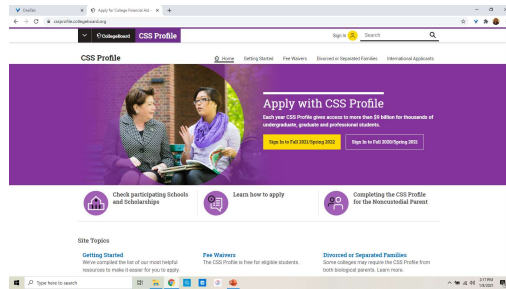 Apply for College Financial Aid -
cssprofile.collegeboard.org
CollegeBoard CSS Profile
Sign In
Search
CSS Profile
Home Getting Started Fee Waivers Divorced or Separated Families International Applicants
Apply with CSS Profile
Each year CSS Profile gives access to more than $9 billion for thousands of
undergraduate, graduate and professional students.
Sign In to Fall 2021/Spring 2022 Sign In to Fall 2020/Spring 2021
Check participating Schools
and Scholarships
Learn how to apply
Completing the CSS Profile
for the Noncustodial Parent
Site Topics
Getting Started
We've compiled the list of our most helpful
resources to make it easier for you to apply.
Fee Waivers
The CSS Profile is free for eligible students.
Divorced or Separated Families
Some colleges may require the CSS Profile from
both biological parents. Learn more.
Type here to search